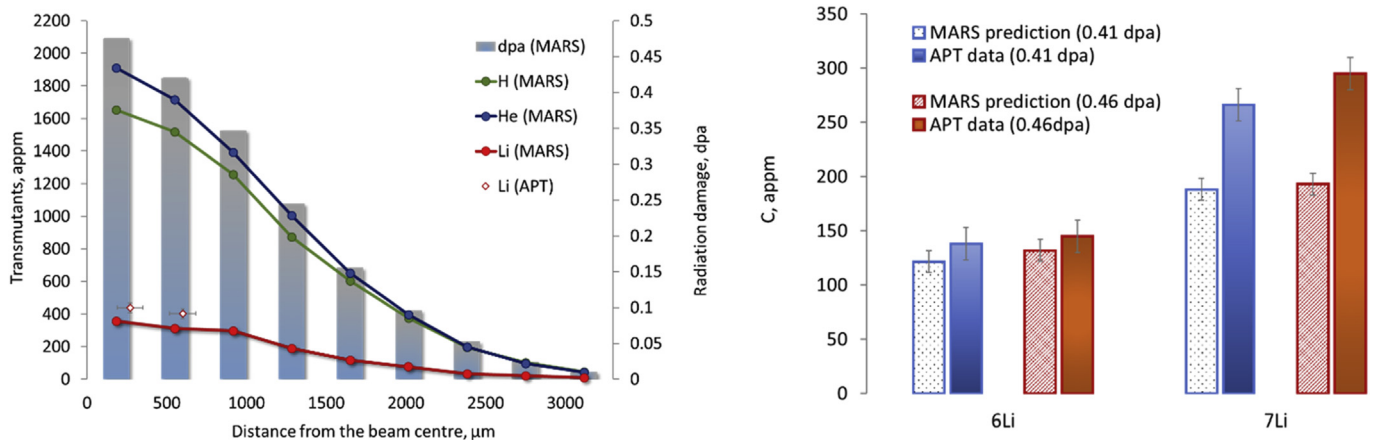 2200
2000
1800
1600
1400
1200
1000
800
600
400
200
0
Transmutants, appm
0.5
0.45
0.4
0.35
0.3
0.25
0.2
0.15
0.1
0.05
0
Radiation damage, dpa
dpa (MARS)
H (MARS)
He (MARS)
Li (MARS)
Li (APT)
0 500 1000 1500 2000 2500 3000
Distance from the beam centre, μm
350
300
250
200
150
100
50
0
C, appm
MARS prediction (0.41 dpa)
APT data (0.41 dpa)
MARS prediction (0.46 dpa)
APT data (0.46dpa)
6Li 7Li